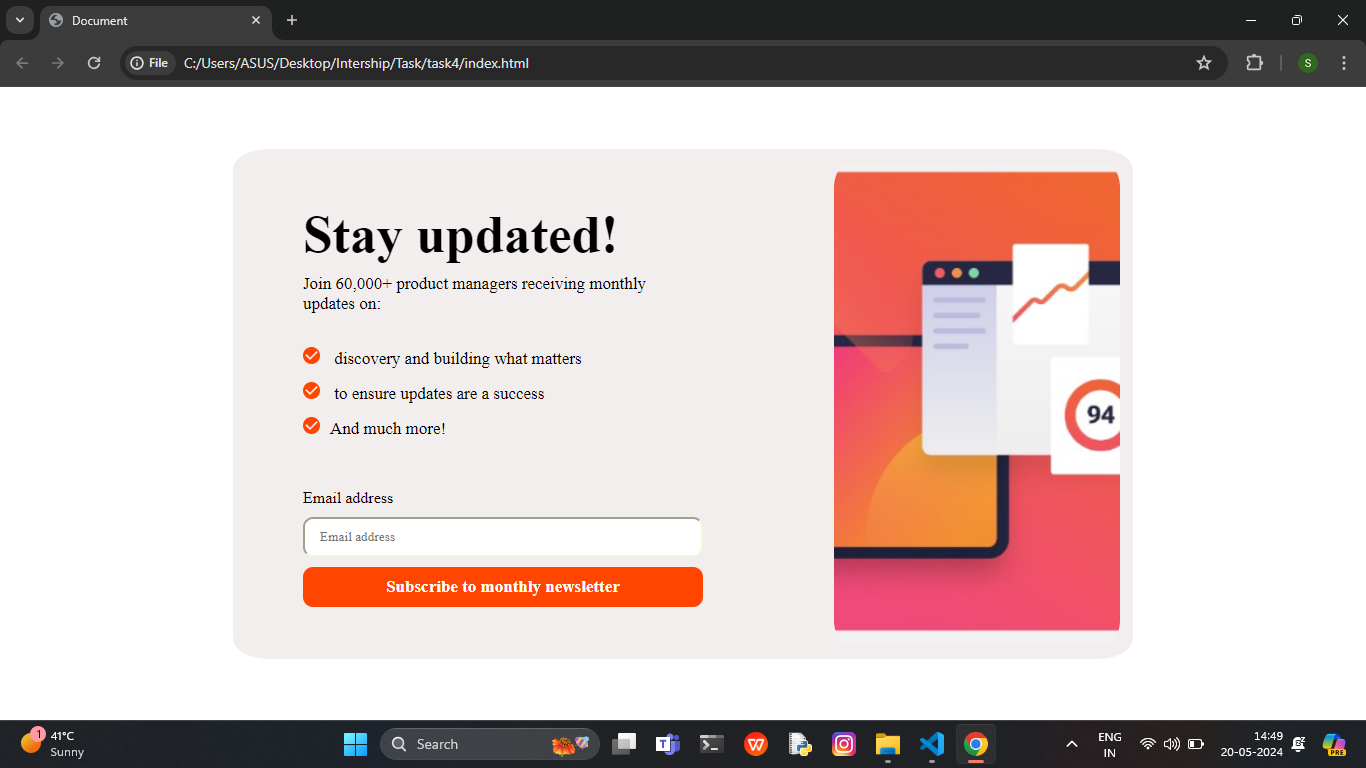 Document
File
C:/Users/ASUS/Desktop/Intership/Task/task4/index.html
S
Stay updated!
Join 60,000+ product managers receiving monthly
updates on:
discovery and building what matters
to ensure updates are a success
And much more!
Email address
Email address
Subscribe to monthly newsletter
94
1
41°C
Sunny
Search
T
W
ENG
IN
14:49
20-05-2024
PRE